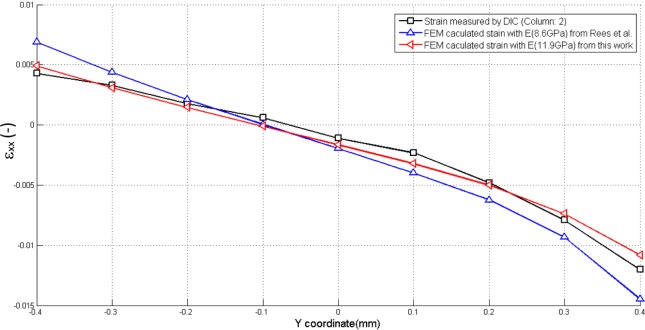 0.01
Strain measured by DIC (Column: 2)
FEM caculated stain with E(8.6GPa) from Rees et al.
FEM caculated strain with E(11.9GPa) from this work
0.005
0
-0.005
-0.01
-0.015
εxx (-)
-0.4 -0.3 -0.2 -0.1 0 0.1 0.2 0.3 0.4
Y coordinate(mm)